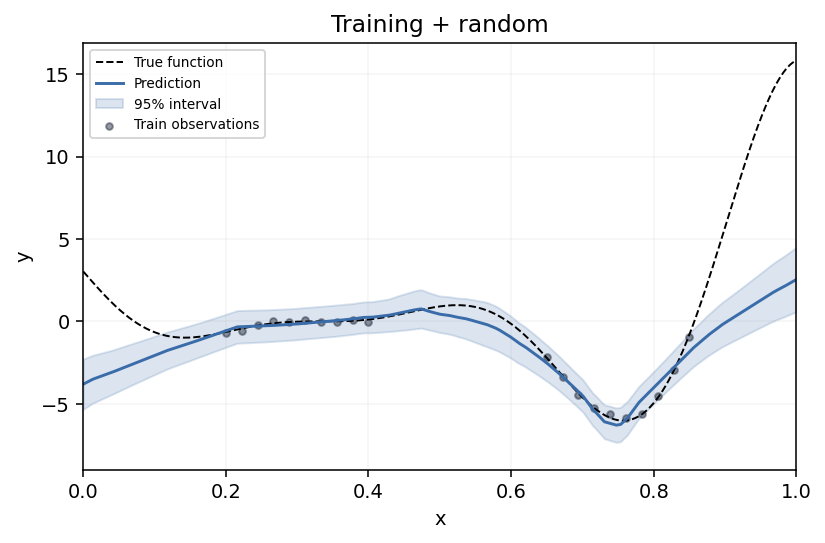 Training + random
True function
Prediction
95% interval
Train observations
15
10
5
0
−5
y
0.0 0.2 0.4 0.6 0.8 1.0
x